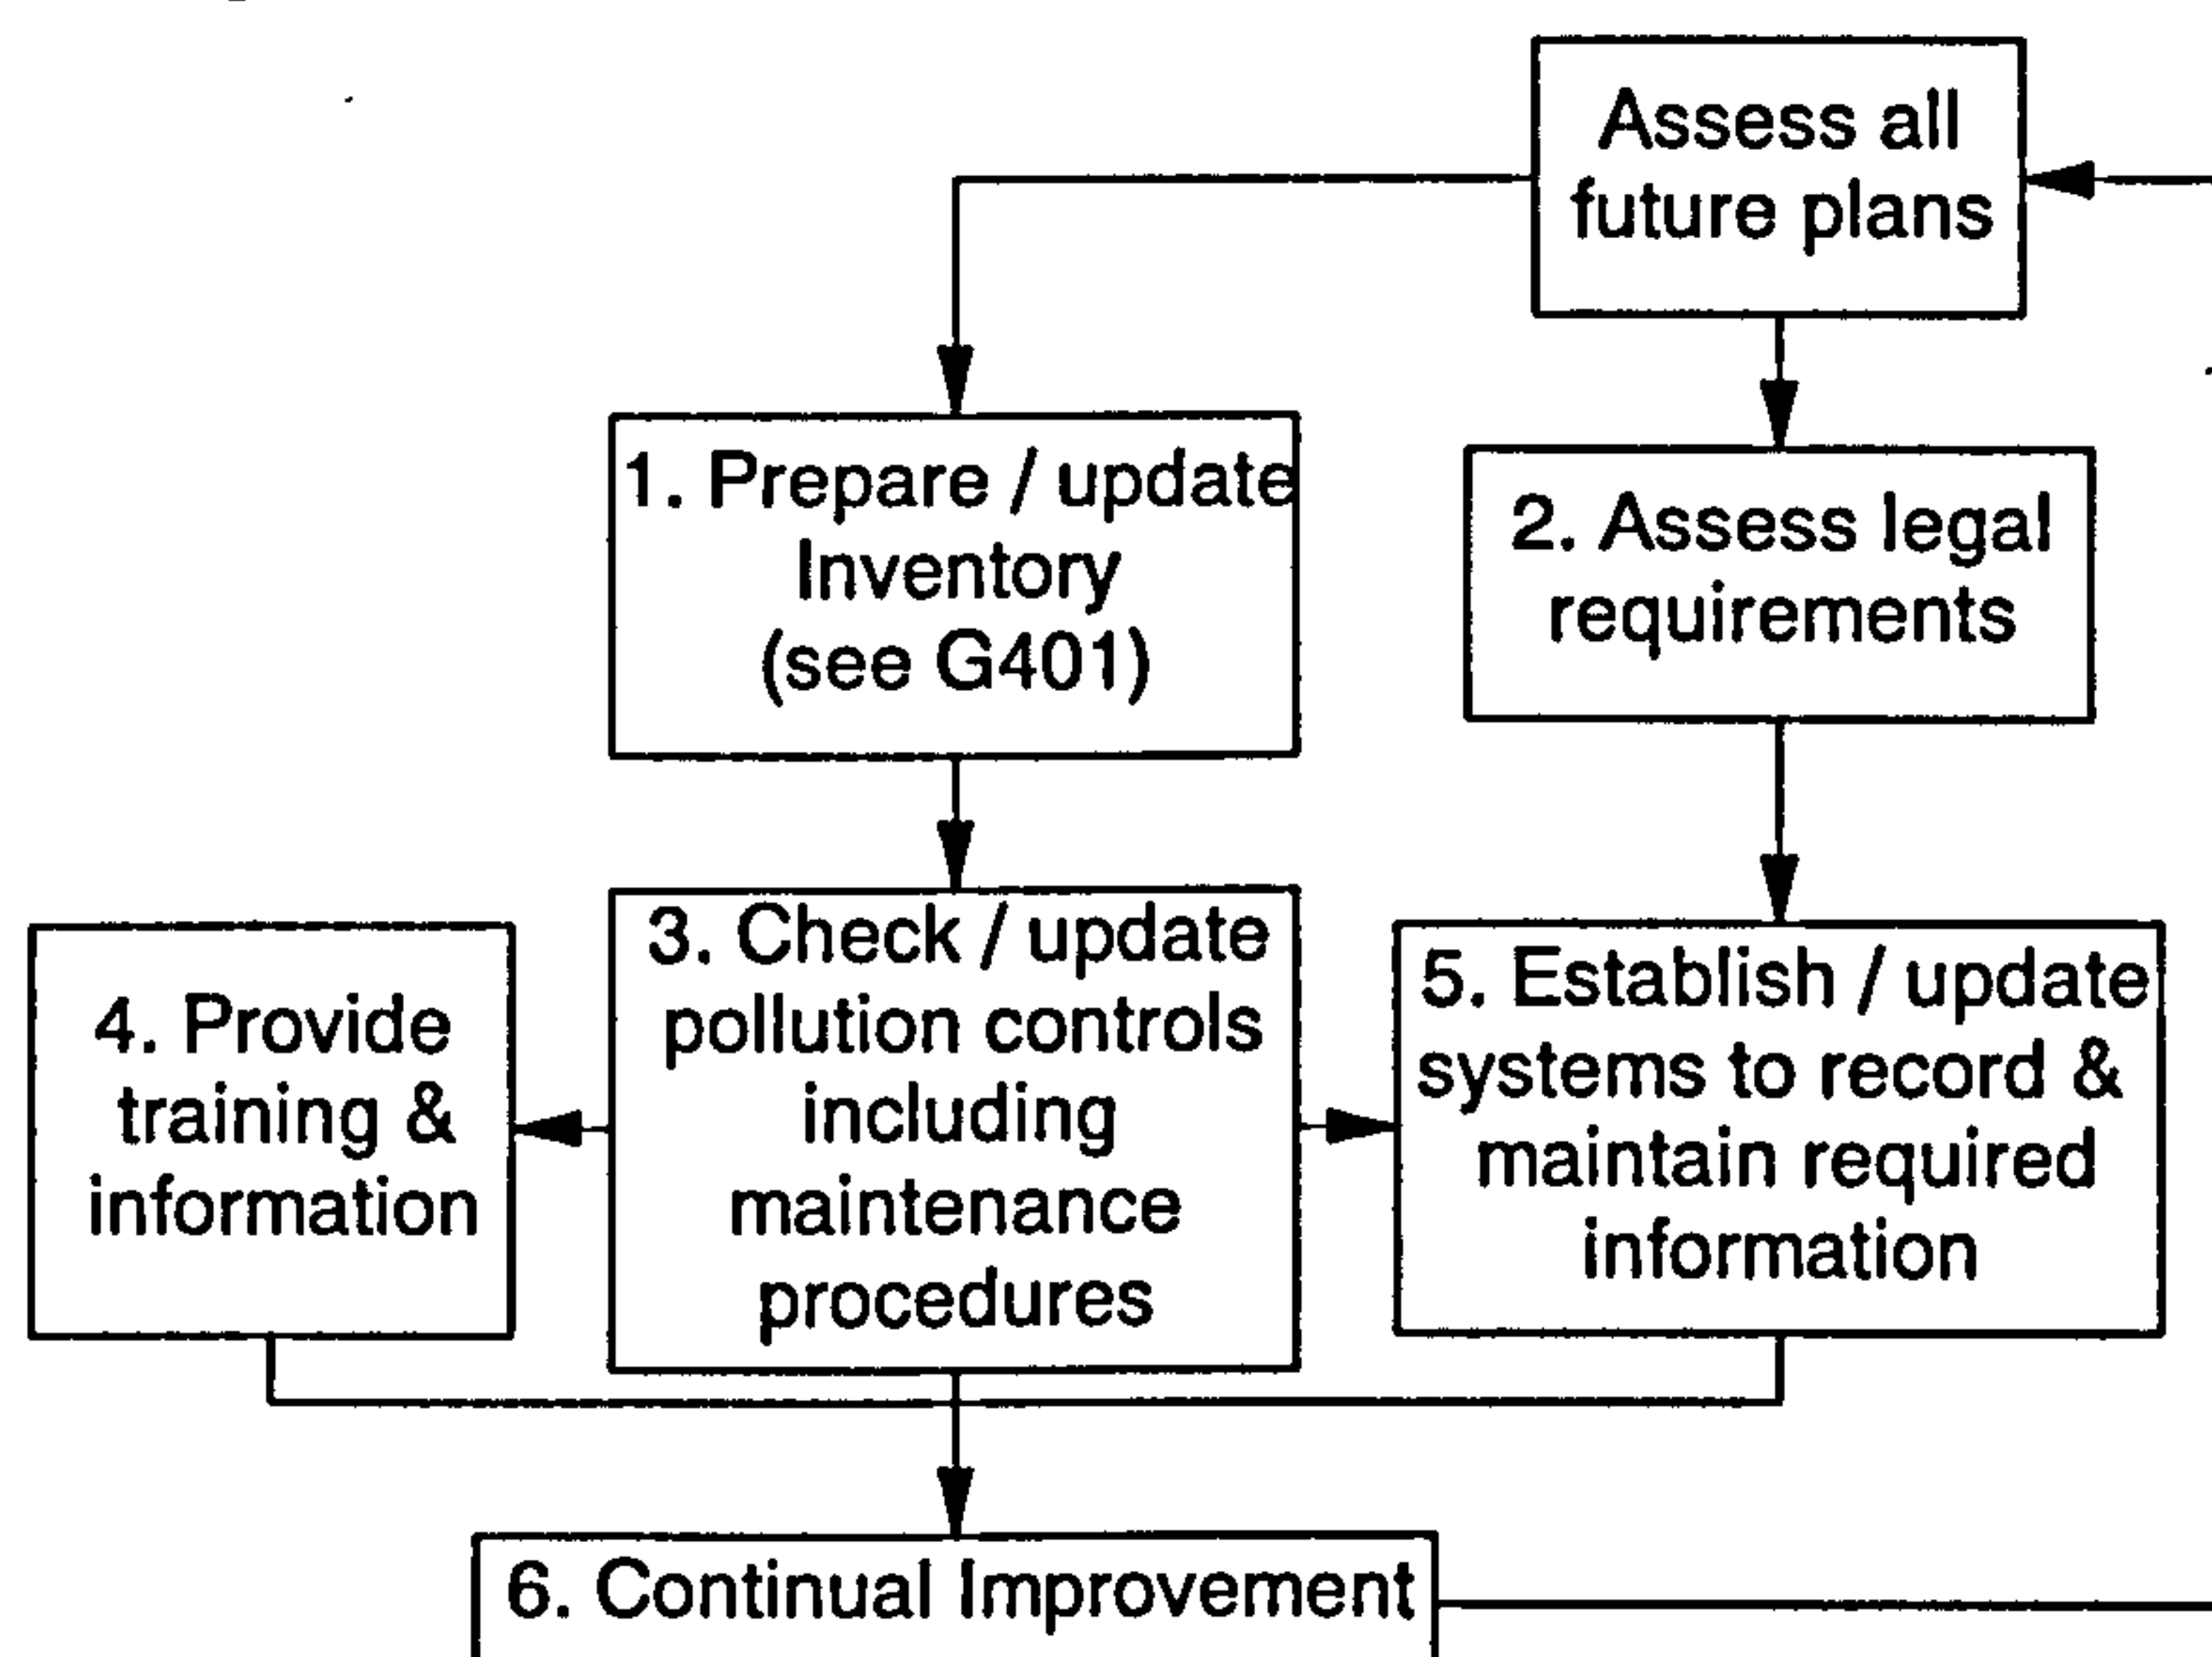 Assess all
future plans
1. Prepare / update
Inventory
(see G401)
2. Assess legal
requirements
3. Check / update
pollution controls
including
maintenance
procedures
4. Provide
training &
information
5. Establish / update
systems to record &
maintain required
information
6. Continual Improvement